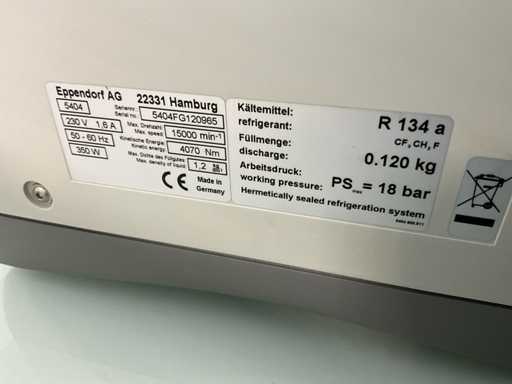 Eppendorf AG 22331 Hamburg
5404 Seriennr.: Serial no.: 5404FG120965
230 V 1,6 A Max. Drehzahl: Max. speed: 15000 min⁻¹
50 - 60 Hz Kinetische Energie: Kinetic energy: 4070 Nm
350 W Max. Dichte des Füllgutes: Max. density of liquid: 1.2
CE Made in Germany
Kältemittel:
refrigerant: R 134 a
CF, CH, F
Füllmenge:
discharge: 0.120 kg
Arbeitsdruck:
working pressure: PSmax = 18 bar
Hermetically sealed refrigeration system